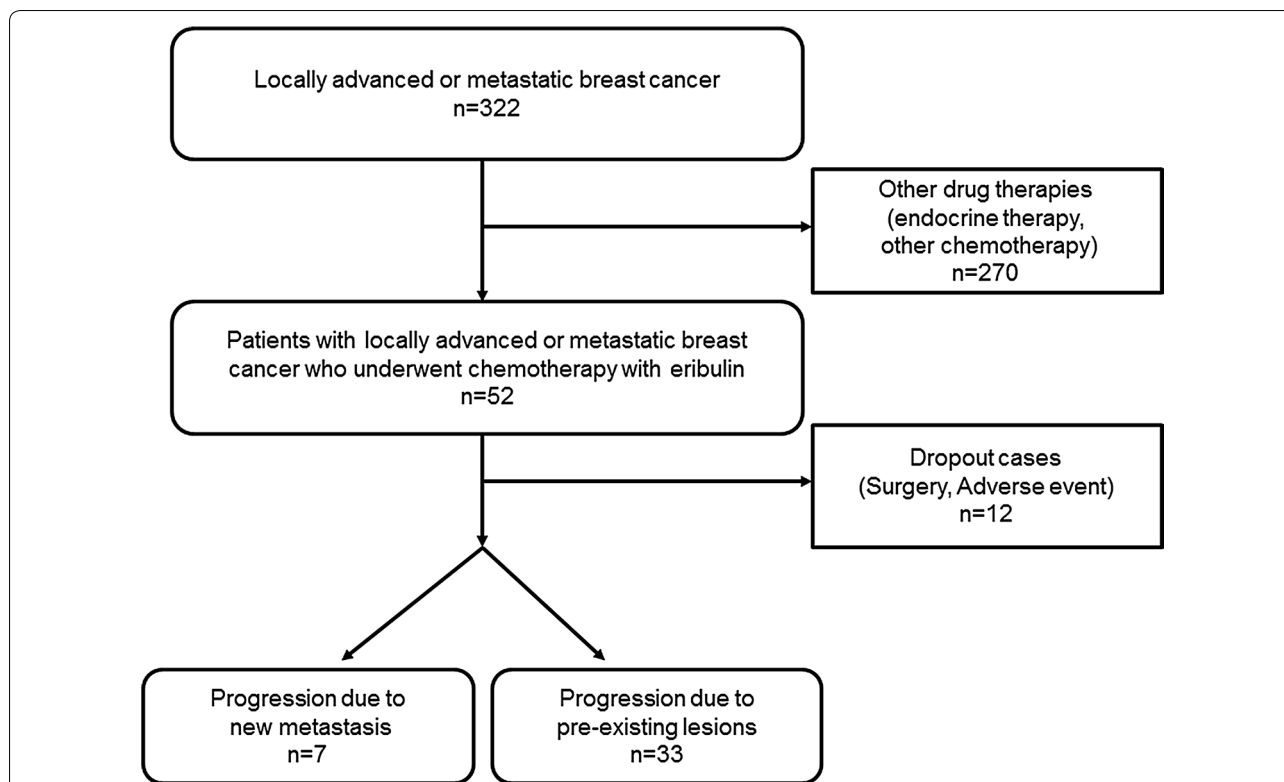 Locally advanced or metastatic breast cancer
n=322
Other drug therapies
(endocrine therapy,
other chemotherapy)
n=270
Patients with locally advanced or metastatic breast
cancer who underwent chemotherapy with eribulin
n=52
Dropout cases
(Surgery, Adverse event)
n=12
Progression due to
new metastasis
n=7
Progression due to
pre-existing lesions
n=33